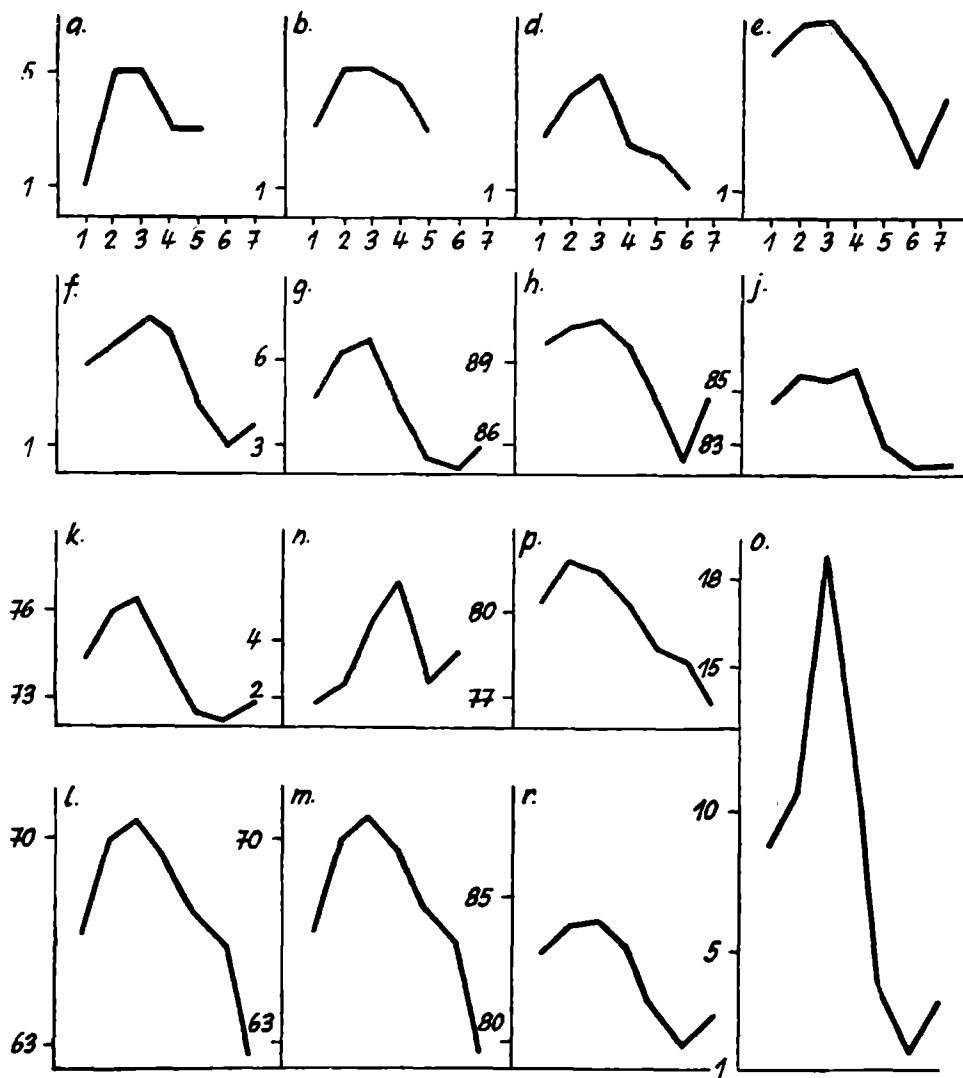 a. b. d. e.
5
1 1 1 1
1 2 3 4 5 6 7 1 2 3 4 5 6 7 1 2 3 4 5 6 7 1 2 3 4 5 6 7
f. g. h. j.
6 89 85
1 3 86 83
k. n. p. o.
76 4 80 18
73 2 77 15
l. m. r. 10
70 70 85 5
63 63 80 1